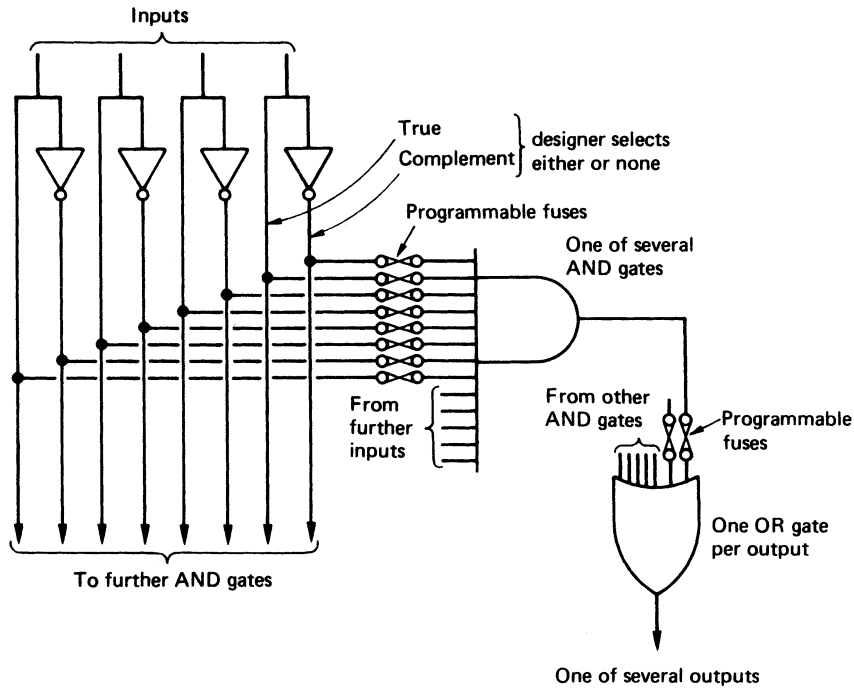 Inputs
True
Complement
designer selects
either or none
Programmable fuses
One of several
AND gates
From
further
inputs
From other
AND gates
Programmable
fuses
One OR gate
per output
To further AND gates
One of several outputs